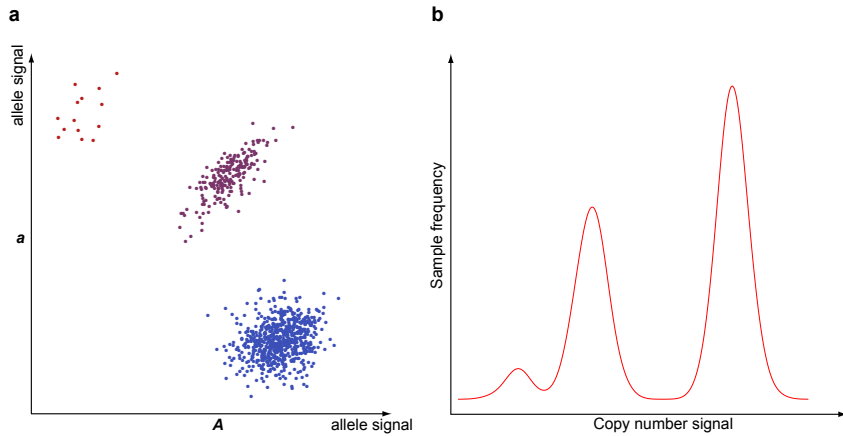 a
allele signal
a
A
allele signal
b
Sample frequency
Copy number signal